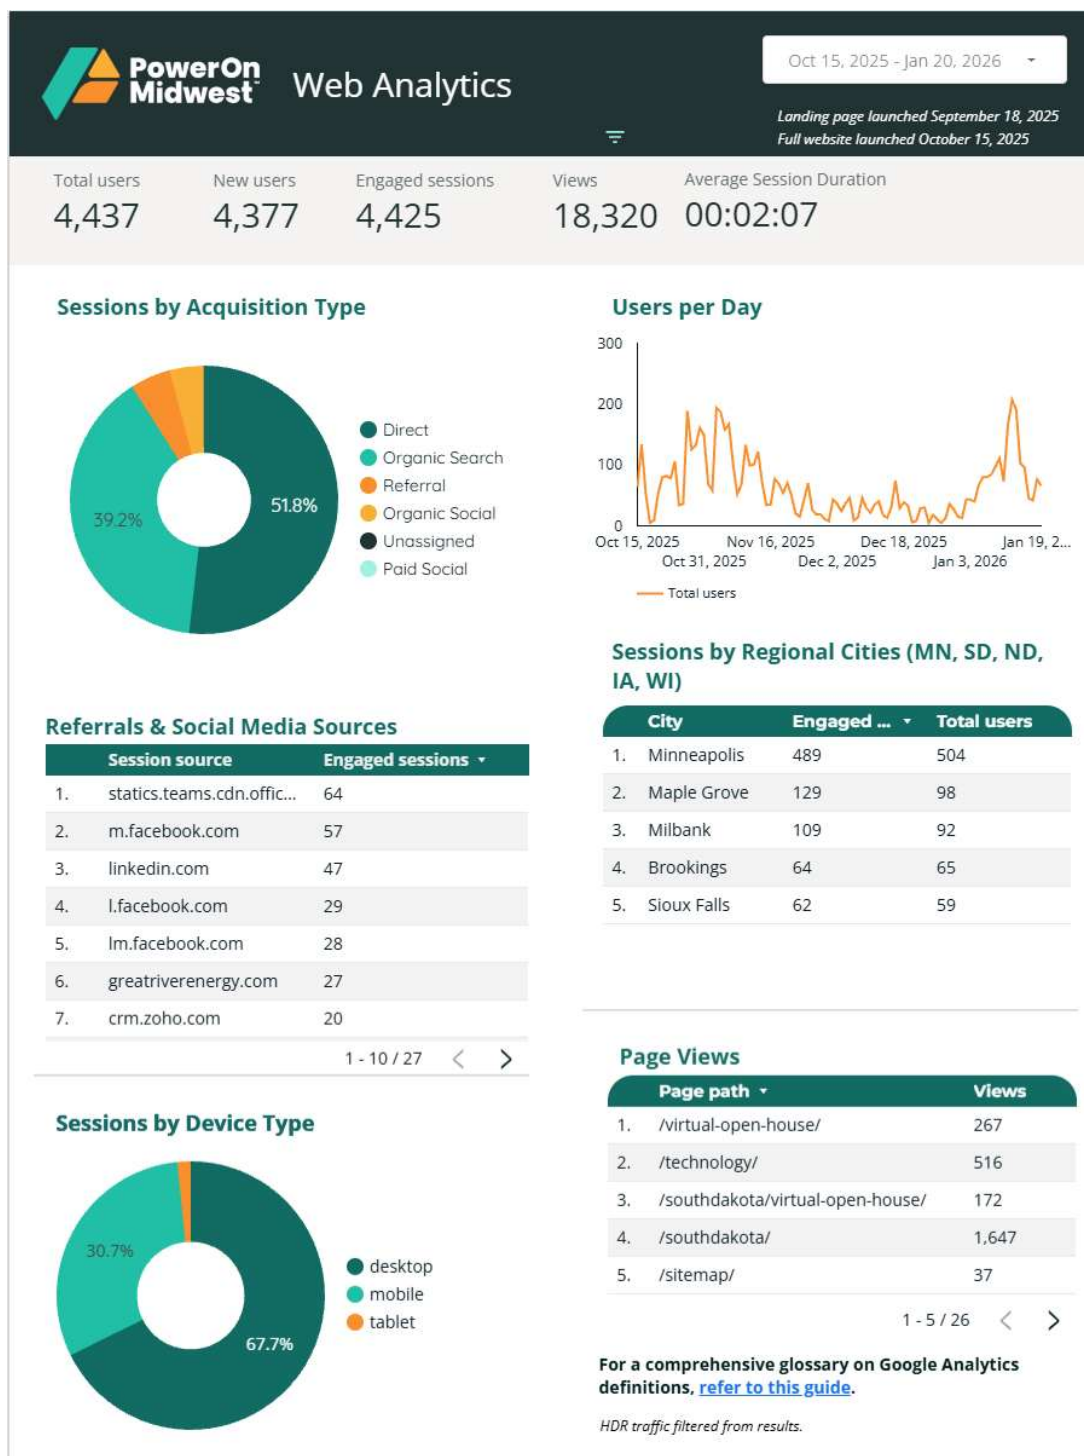 PowerOn
Midwest
Web Analytics
Oct 15, 2025 - Jan 20, 2026
Landing page launched September 18, 2025
Full website launched October 15, 2025
Total users
4,437
New users
4,377
Engaged sessions
4,425
Views
18,320
Average Session Duration
00:02:07
Sessions by Acquisition Type
39.2%
51.8%
Direct
Organic Search
Referral
Organic Social
Unassigned
Paid Social
Users per Day
300
200
100
0
Oct 15, 2025
Oct 31, 2025
Nov 16, 2025
Dec 2, 2025
Dec 18, 2025
Jan 3, 2026
Jan 19, 2...
Total users
Referrals & Social Media Sources
Session source Engaged sessions
1. statics.teams.cdn.offic... 64
2. m.facebook.com 57
3. linkedin.com 47
4. l.facebook.com 29
5. lm.facebook.com 28
6. greatriverenergy.com 27
7. crm.zoho.com 20
1 - 10 / 27
Sessions by Regional Cities (MN, SD, ND,
IA, WI)
City Engaged ... Total users
1. Minneapolis 489 504
2. Maple Grove 129 98
3. Milbank 109 92
4. Brookings 64 65
5. Sioux Falls 62 59
Sessions by Device Type
30.7%
67.7%
desktop
mobile
tablet
Page Views
Page path Views
1. /virtual-open-house/ 267
2. /technology/ 516
3. /southdakota/virtual-open-house/ 172
4. /southdakota/ 1,647
5. /sitemap/ 37
1 - 5 / 26
For a comprehensive glossary on Google Analytics
definitions, refer to this guide.
HDR traffic filtered from results.